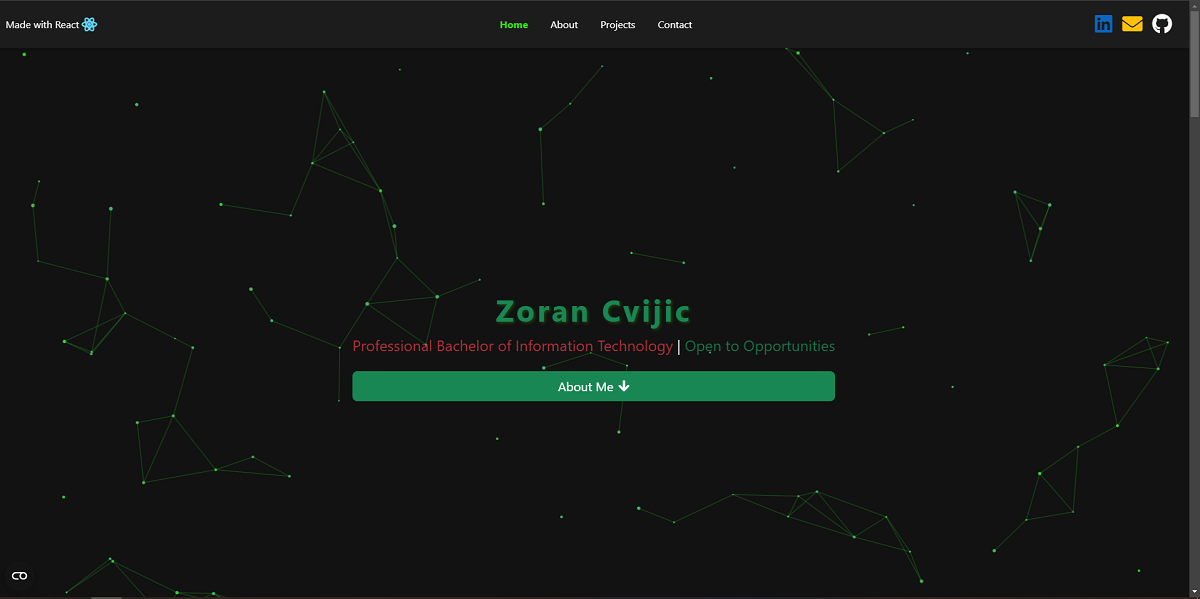 Made with React
Home About Projects Contact
Zoran Cvijic
Professional Bachelor of Information Technology | Open to Opportunities
About Me